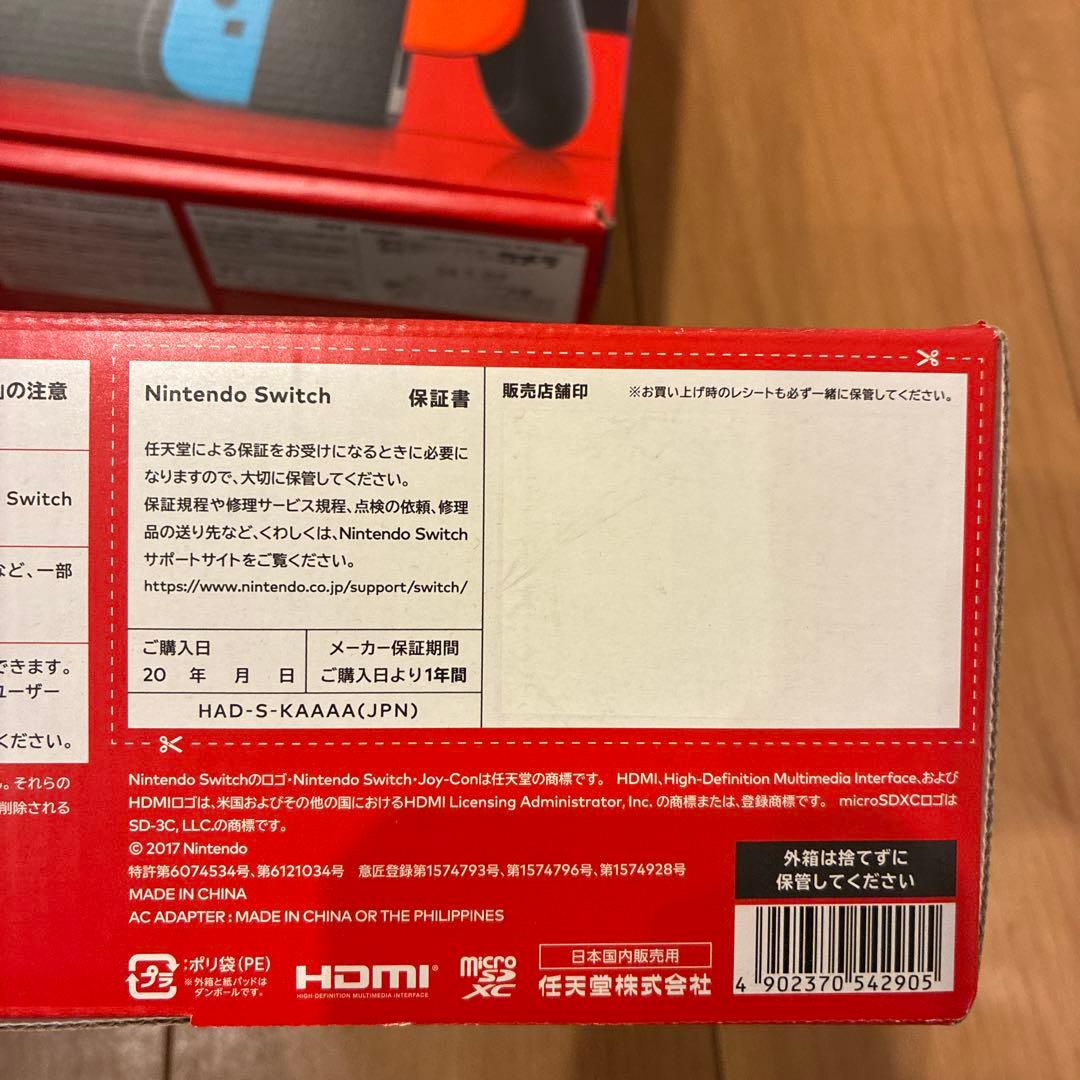 」の注意
Switch
など、一部
できます。
ユーザー
ください。
。それらの
削除される
Nintendo Switch 保証書
任天堂による保証をお受けになるときに必要に
なりますので、大切に保管してください。
保証規程や修理サービス規程、点検の依頼、修理
品の送り先など、くわしくは、Nintendo Switch
サポートサイトをご覧ください。
https://www.nintendo.co.jp/support/switch/
ご購入日
20 年 月 日
メーカー保証期間
ご購入日より1年間
HAD-S-KAAAA(JPN)
販売店舗印 ※お買い上げ時のレシートも必ず一緒に保管してください。
Nintendo Switchのロゴ・Nintendo Switch・Joy-Conは任天堂の商標です。 HDMI、High-Definition Multimedia Interface、および
HDMIロゴは、米国およびその他の国におけるHDMI Licensing Administrator, Inc. の商標または、登録商標です。 microSDXCロゴは
SD-3C, LLC.の商標です。
© 2017 Nintendo
特許第6074534号、第6121034号 意匠登録第1574793号、第1574796号、第1574928号
MADE IN CHINA
AC ADAPTER : MADE IN CHINA OR THE PHILIPPINES
外箱は捨てずに
保管してください
プラ
:ポリ袋(PE)
※外箱と紙パッドは
ダンボールです。
HDMI®
HIGH-DEFINITION MULTIMEDIA INTERFACE
micro
SD
XC
日本国内販売用
任天堂株式会社
4 902370 542905